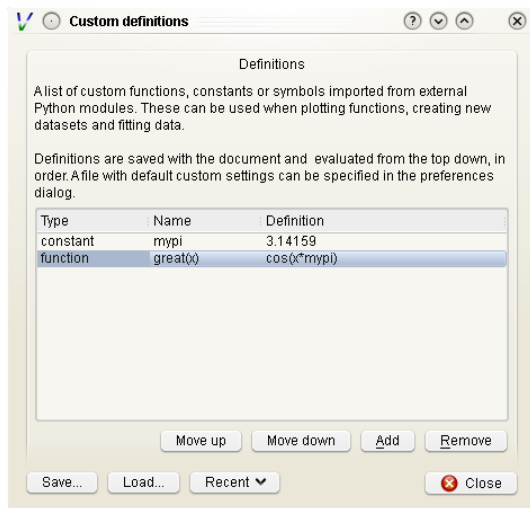 Custom definitions
Definitions
A list of custom functions, constants or symbols imported from external
Python modules. These can be used when plotting functions, creating new
datasets and fitting data.
Definitions are saved with the document and evaluated from the top down, in
order. A file with default custom settings can be specified in the preferences
dialog.
Type Name Definition
constant mypi 3.14159
function great(x) cos(x*mypi)
Move up Move down Add Remove
Save... Load... Recent Close